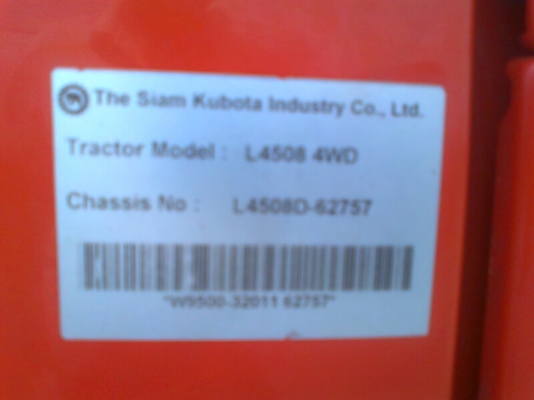 The Siam Kubota Industry Co., Ltd.
Tractor Model : L4508 4WD
Chassis No : L4508D-62757
"W9500-32011 62757"